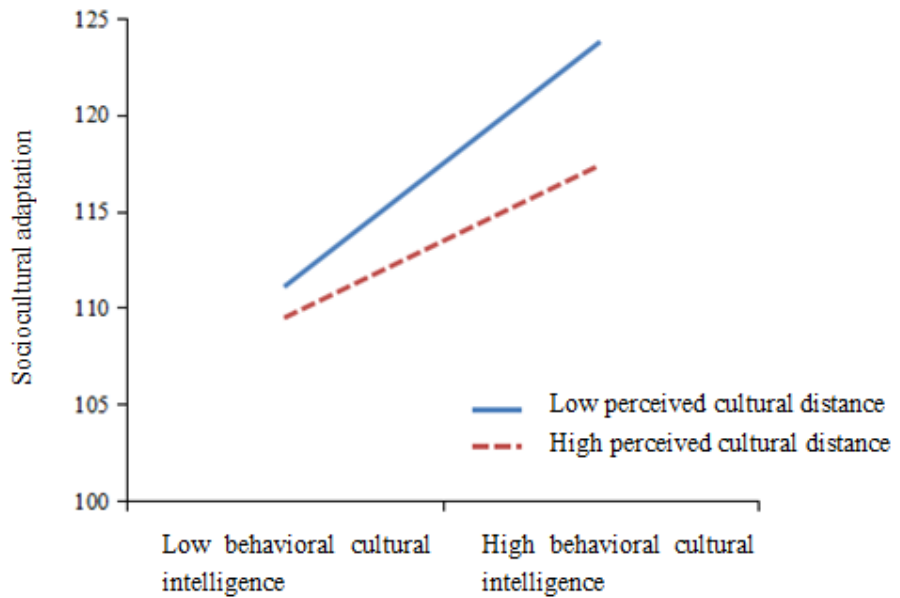 125
120
115
110
105
100
Sociocultural adaptation
Low perceived cultural distance
High perceived cultural distance
Low behavioral cultural
intelligence
High behavioral cultural
intelligence